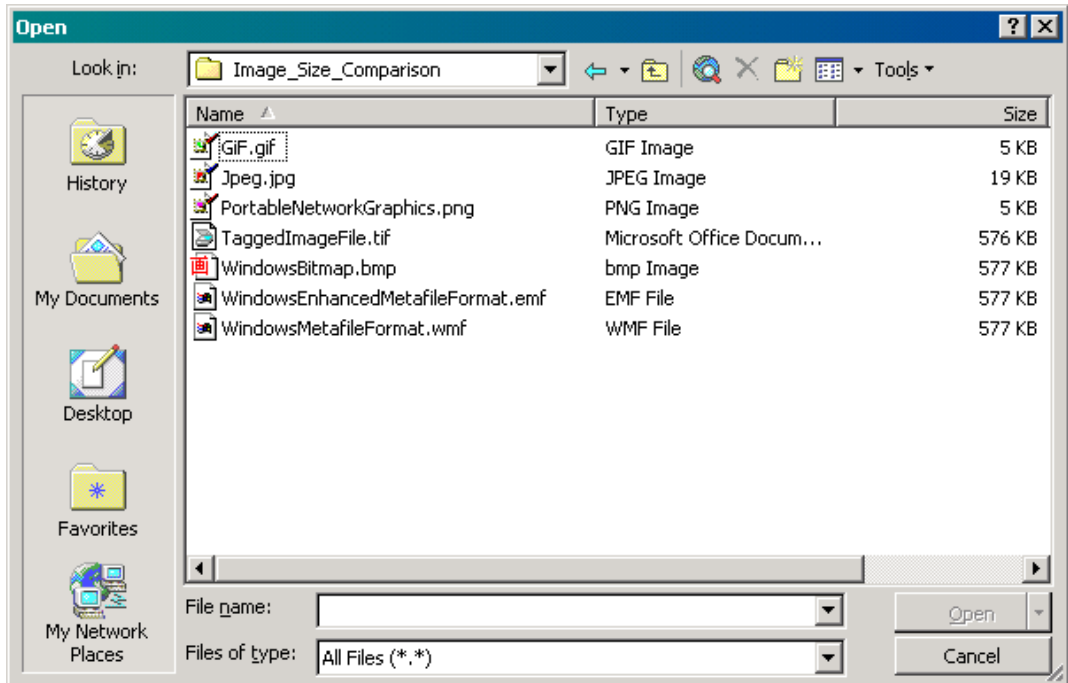 Open
Look in:
Image_Size_Comparison
Tools
Name Type Size
GiF.gif GIF Image 5 KB
Jpeg.jpg JPEG Image 19 KB
PortableNetworkGraphics.png PNG Image 5 KB
TaggedImageFile.tif Microsoft Office Docum... 576 KB
画 WindowsBitmap.bmp bmp Image 577 KB
WindowsEnhancedMetafileFormat.emf EMF File 577 KB
WindowsMetafileFormat.wmf WMF File 577 KB
History
My Documents
Desktop
Favorites
My Network
Places
File name:
Open
Files of type:
All Files (*.*)
Cancel